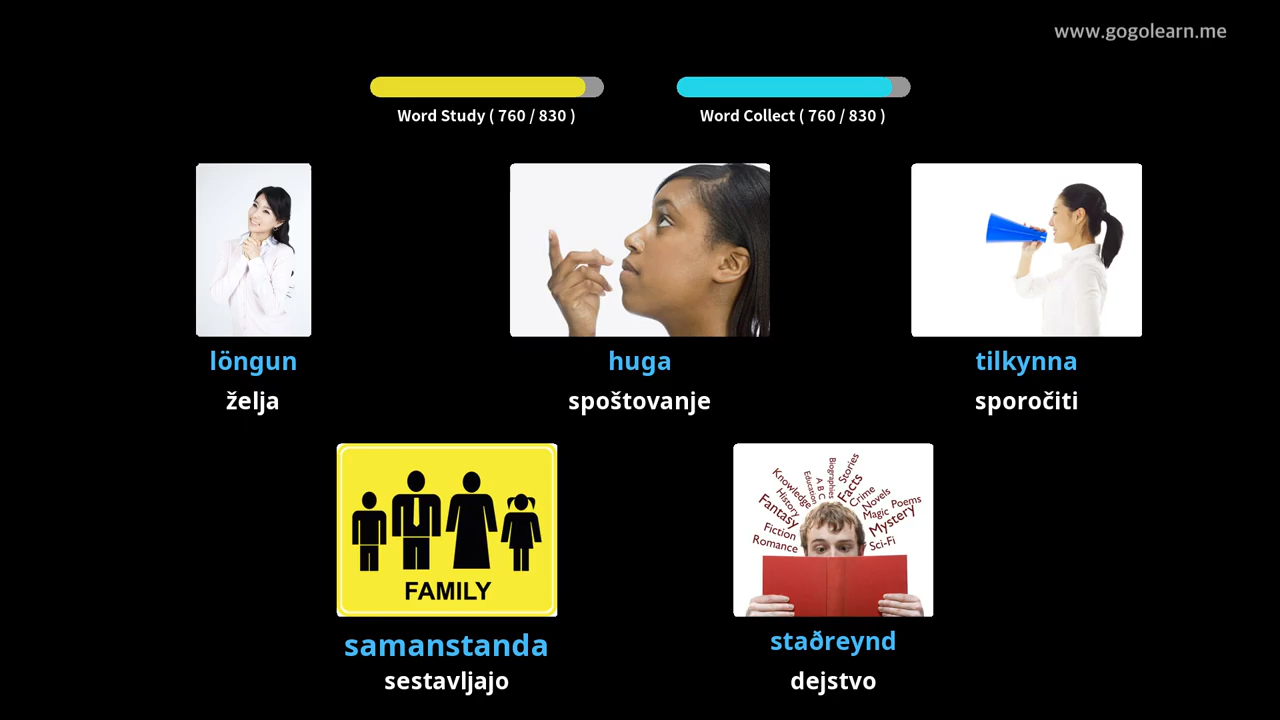 www.gogolearn.me
Word Study ( 760 / 830 )
Word Collect ( 760 / 830 )
löngun
želja
huga
spoštovanje
tilkynna
sporočiti
FAMILY
samanstanda
sestavljajo
Knowledge
History
Fantasy
Fiction
Romance
Education
A B C
Biographies
Stories
Facts
Crime
Novels
Magic
Poems
Mystery
Sci-Fi
staðreynd
dejstvo